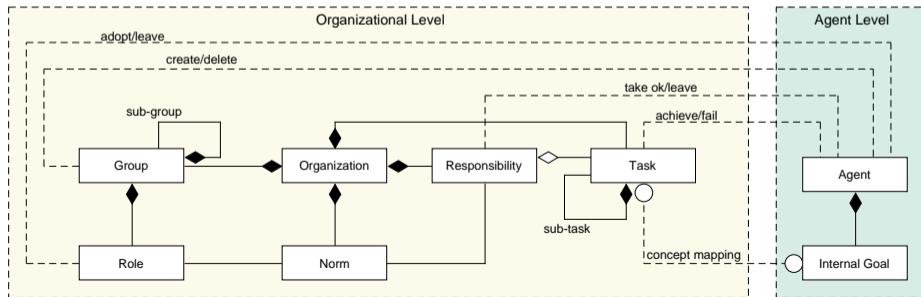 Organizational Level
Agent Level
adopt/leave
create/delete
take ok/leave
sub-group
achieve/fail
Group
Organization
Responsibility
Task
Agent
sub-task
concept mapping
Role
Norm
Internal Goal